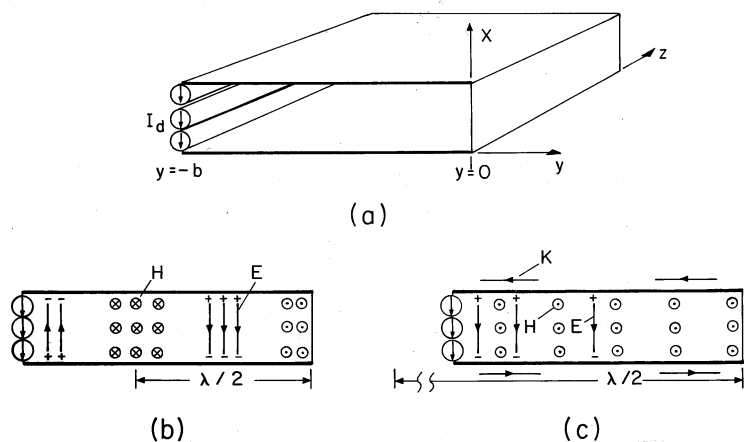 X
z
I_d
y = -b
y = 0
y
(a)
H
E
- -
+ + +
+ +
- - -
λ / 2
(b)
K
+ +
+
H
E
- -
-
λ/2
(c)